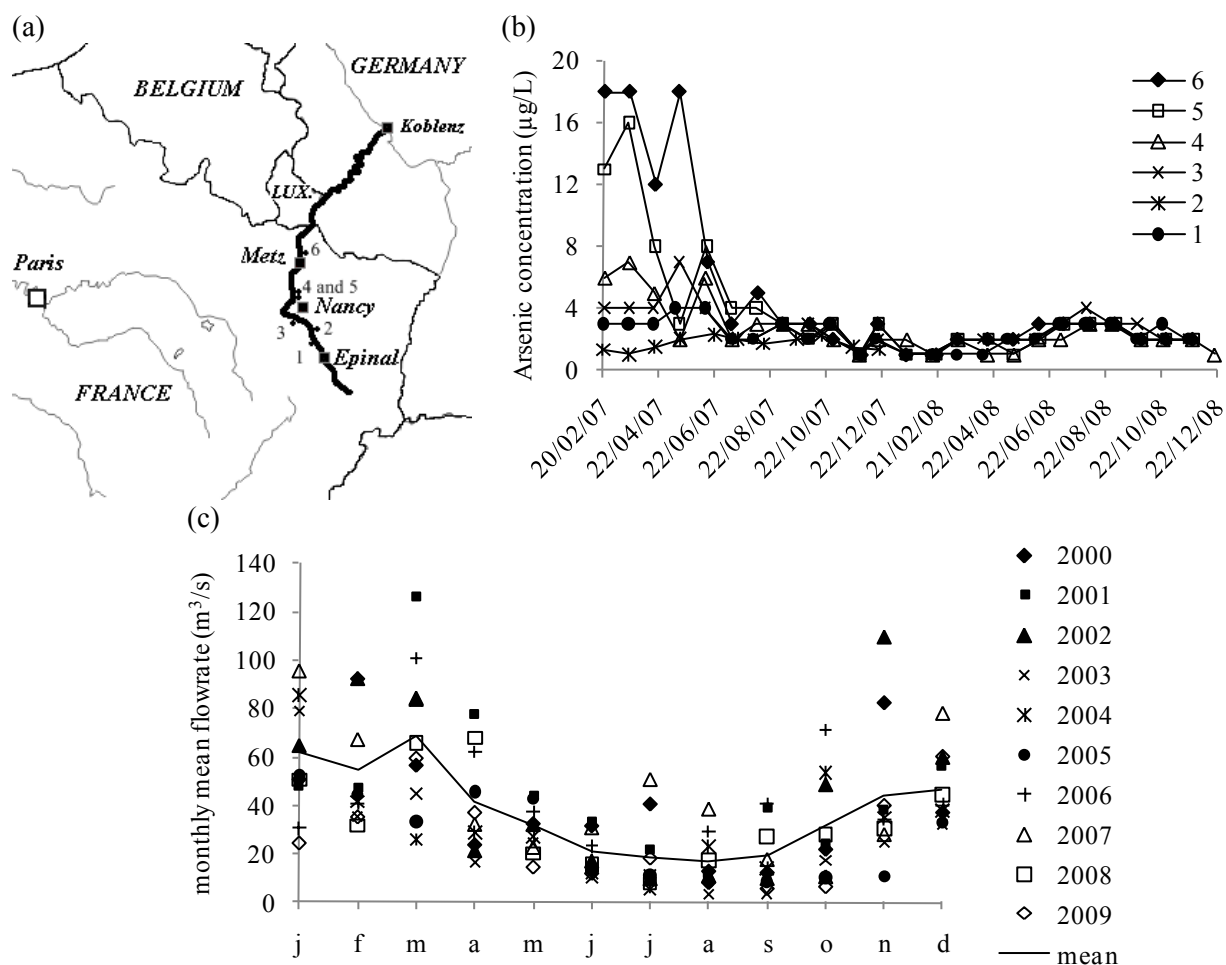 (a)
GERMANY
BELGIUM
Koblenz
LUX.
Metz
6
Paris
4 and 5
Nancy
3
2
1
Epinal
FRANCE
(b)
Arsenic concentration (µg/L)
20
16
12
8
4
0
20/02/07
22/04/07
22/06/07
22/08/07
22/10/07
22/12/07
21/02/08
22/04/08
22/06/08
22/08/08
22/10/08
22/12/08
6
5
4
3
2
1
(c)
monthly mean flowrate (m³/s)
140
120
100
80
60
40
20
0
j f m a m j j a s o n d
2000
2001
2002
2003
2004
2005
2006
2007
2008
2009
mean